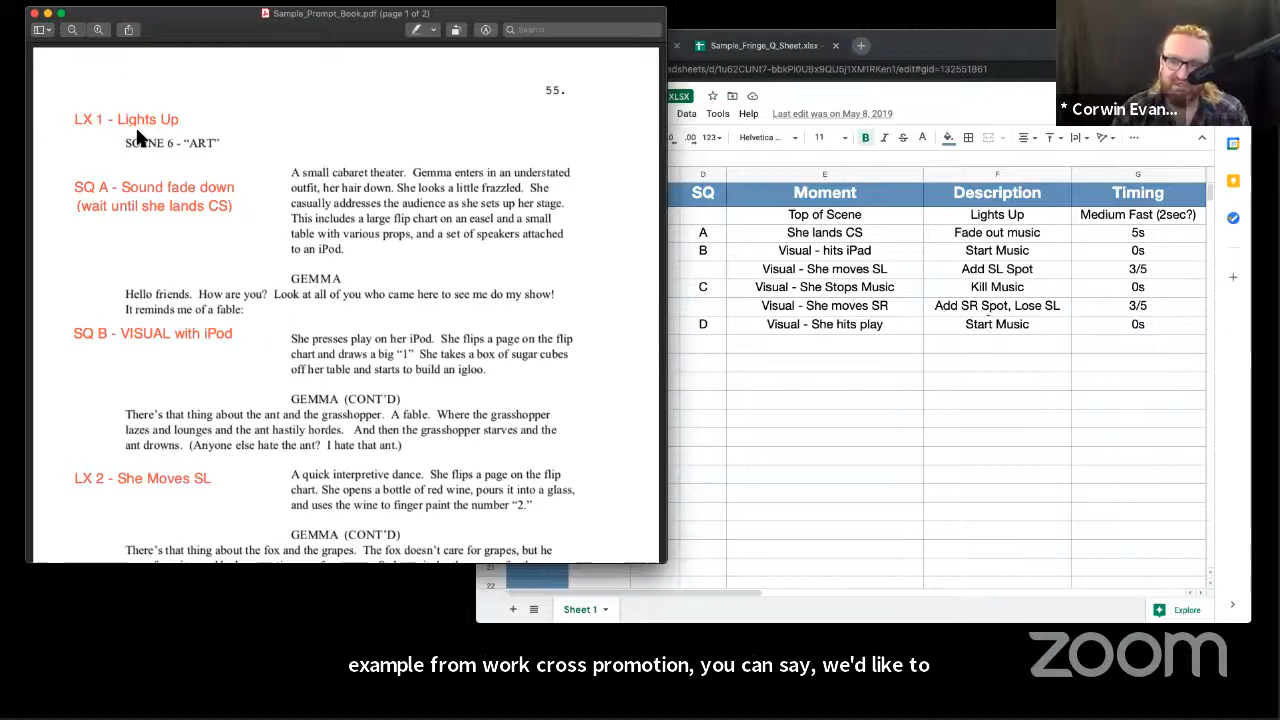 Sample_Prompt_Book.pdf (page 1 of 2)
Search
55.
LX 1 - Lights Up
SCENE 6 - “ART”
SQ A - Sound fade down
(wait until she lands CS)
A small cabaret theater. Gemma enters in an understated
outfit, her hair down. She looks a little frazzled. She
casually addresses the audience as she sets up her stage.
This includes a large flip chart on an easel and a small
table with various props, and a set of speakers attached
to an iPod.
GEMMA
Hello friends. How are you? Look at all of you who came here to see me do my show!
It reminds me of a fable:
SQ B - VISUAL with iPod
She presses play on her iPod. She flips a page on the flip
chart and draws a big “1” She takes a box of sugar cubes
off her table and starts to build an igloo.
GEMMA (CONT’D)
There’s that thing about the ant and the grasshopper. A fable. Where the grasshopper
lazes and lounges and the ant hastily hordes. And then the grasshopper starves and the
ant drowns. (Anyone else hate the ant? I hate that ant.)
LX 2 - She Moves SL
A quick interpretive dance. She flips a page on the flip
chart. She opens a bottle of red wine, pours it into a glass,
and uses the wine to finger paint the number “2.”
GEMMA (CONT’D)
There’s that thing about the fox and the grapes. The fox doesn’t care for grapes, but he
Sample_Fringe_Q_Sheet.xlsx
XLSX
Data Tools Last edit was on May 8, 2019
.00 123 Helvetica ... 11 B I S A
D E F G
SQ Moment Description Timing
Top of Scene Lights Up Medium Fast (2sec?)
A She lands CS Fade out music 5s
B Visual - hits iPad Start Music 0s
Visual - She moves SL Add SL Spot 3/5
C Visual - She Stops Music Kill Music 0s
Visual - She moves SR Add SR Spot, Lose SL 3/5
D Visual - She hits play Start Music 0s
22
Sheet 1
Explore
* Corwin Evan...
example from work cross promotion, you can say, we'd like to
zoom